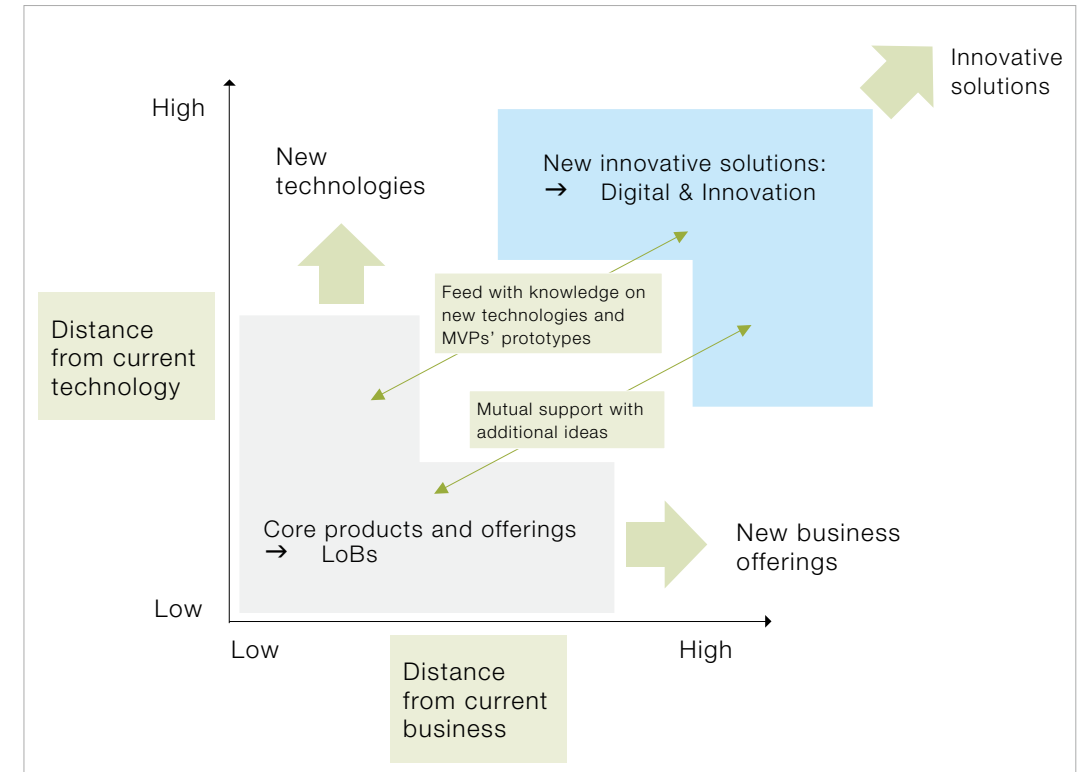 Innovative
solutions
High
New
technologies
New innovative solutions:
→ Digital & Innovation
Feed with knowledge on
new technologies and
MVPs’ prototypes
Distance
from current
technology
Mutual support with
additional ideas
Core products and offerings
→ LoBs
New business
offerings
Low
Low
High
Distance
from current
business